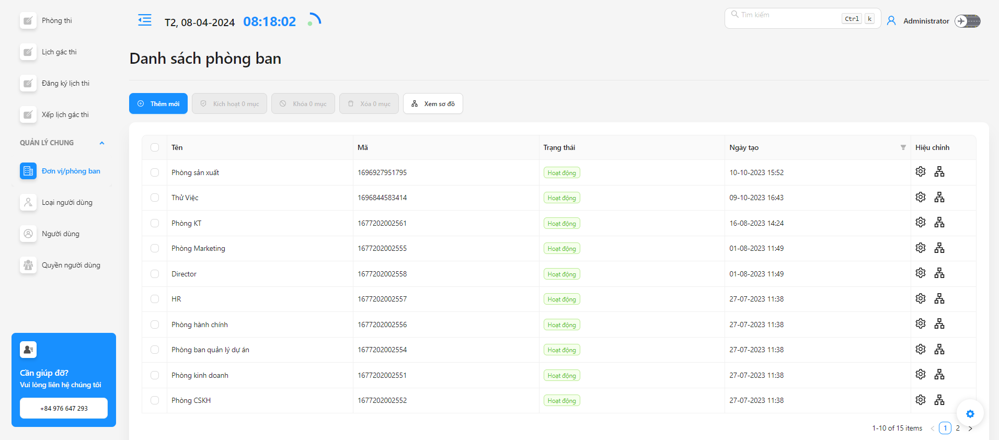 Phòng thi
Lịch gác thi
Đăng ký lịch thi
Xếp lịch gác thi
QUẢN LÝ CHUNG
Đơn vị/phòng ban
Loại người dùng
Người dùng
Quyền người dùng
Cần giúp đỡ?
Vui lòng liên hệ chúng tôi
+84 976 647 293
T2, 08-04-2024 08:18:02
Tìm kiếm Ctrl k
Administrator
Danh sách phòng ban
Thêm mới Kích hoạt 0 mục Khóa 0 mục Xóa 0 mục Xem sơ đồ
Tên Mã Trạng thái Ngày tạo Hiệu chỉnh
Phòng sản xuất 1696927951795 Hoạt động 10-10-2023 15:52
Thử Việc 1696844583414 Hoạt động 09-10-2023 16:43
Phòng KT 1677202002561 Hoạt động 16-08-2023 14:24
Phòng Marketing 1677202002555 Hoạt động 01-08-2023 11:49
Director 1677202002558 Hoạt động 01-08-2023 11:49
HR 1677202002557 Hoạt động 27-07-2023 11:38
Phòng hành chính 1677202002556 Hoạt động 27-07-2023 11:38
Phòng ban quản lý dự án 1677202002554 Hoạt động 27-07-2023 11:38
Phòng kinh doanh 1677202002551 Hoạt động 27-07-2023 11:38
Phòng CSKH 1677202002552 Hoạt động 27-07-2023 11:38
1-10 of 15 items < 1 2 >